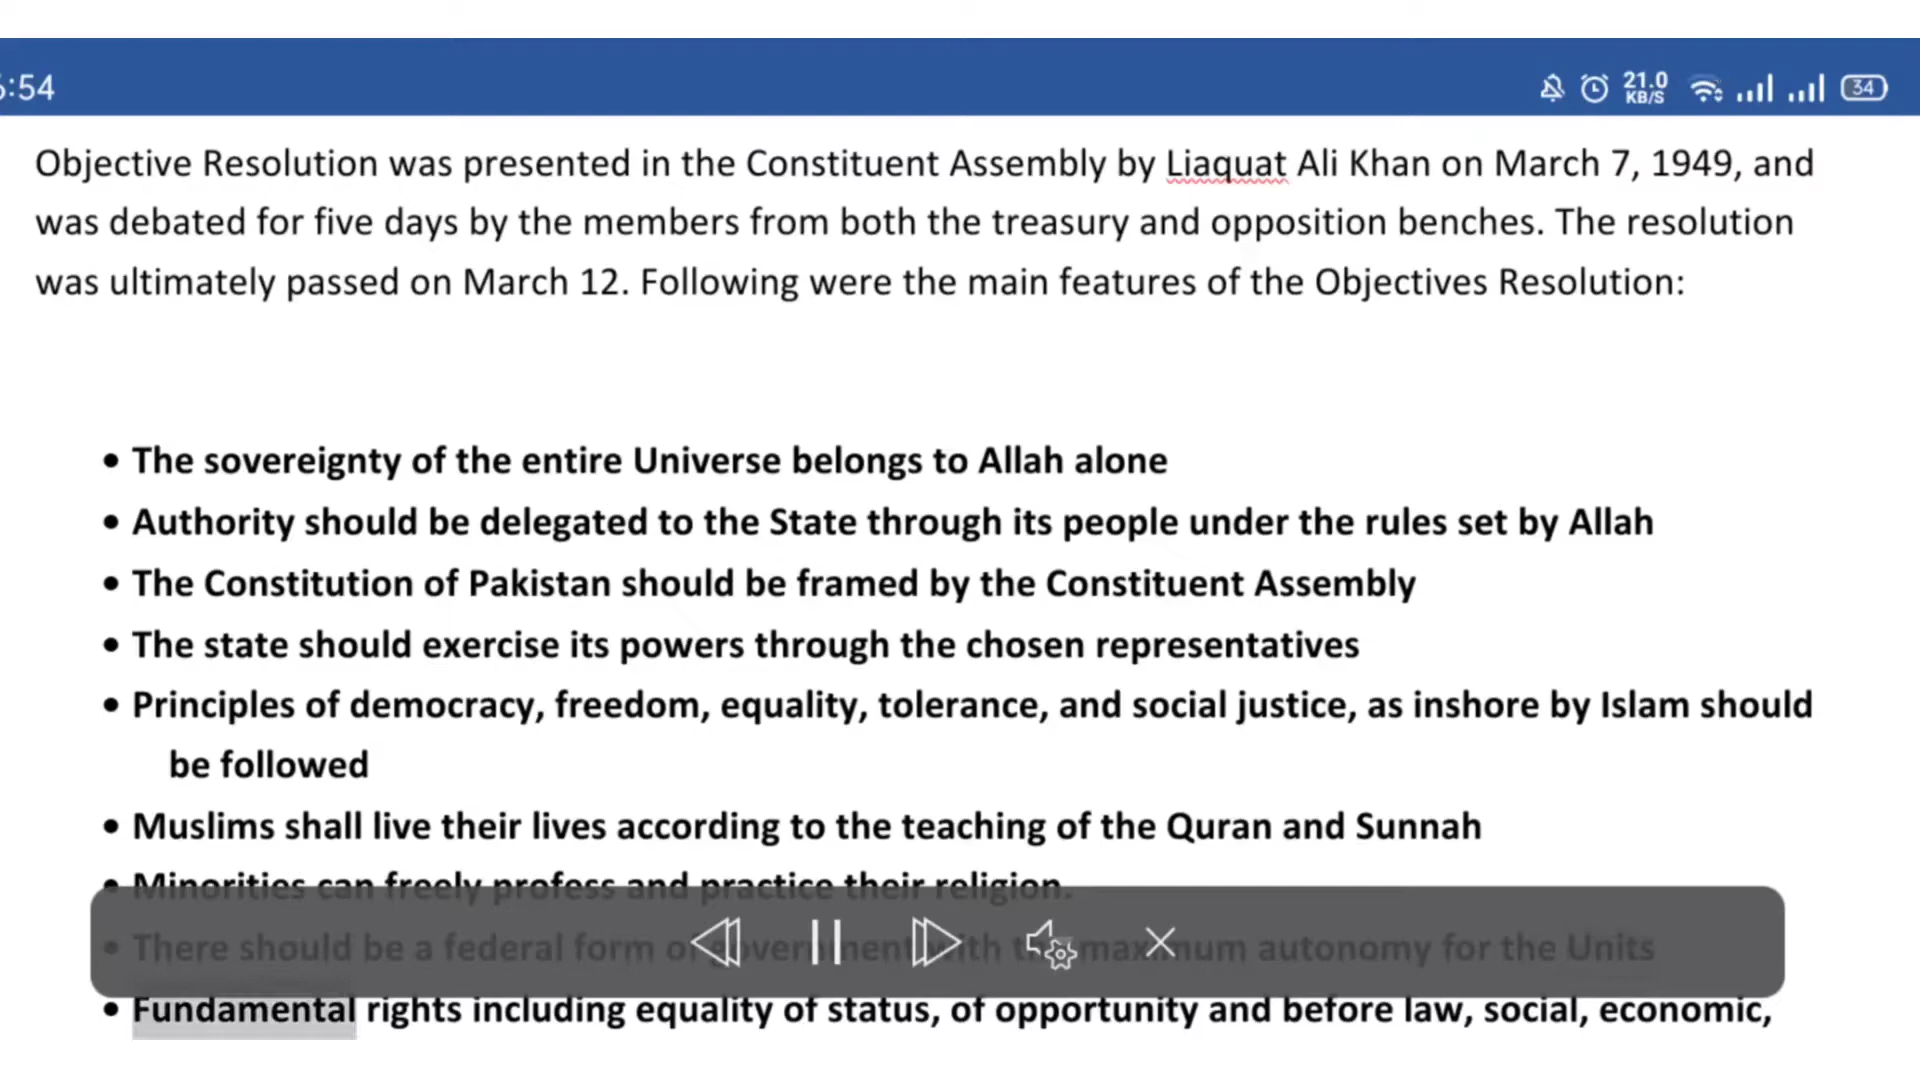 :54
21.0
KB/S
34
Objective Resolution was presented in the Constituent Assembly by Liaquat Ali Khan on March 7, 1949, and
was debated for five days by the members from both the treasury and opposition benches. The resolution
was ultimately passed on March 12. Following were the main features of the Objectives Resolution:
• The sovereignty of the entire Universe belongs to Allah alone
• Authority should be delegated to the State through its people under the rules set by Allah
• The Constitution of Pakistan should be framed by the Constituent Assembly
• The state should exercise its powers through the chosen representatives
• Principles of democracy, freedom, equality, tolerance, and social justice, as inshore by Islam should
be followed
• Muslims shall live their lives according to the teaching of the Quran and Sunnah
• Minorities can freely profess and practice their religion.
• There should be a federal form of government with the maximum autonomy for the Units
• Fundamental rights including equality of status, of opportunity and before law, social, economic,